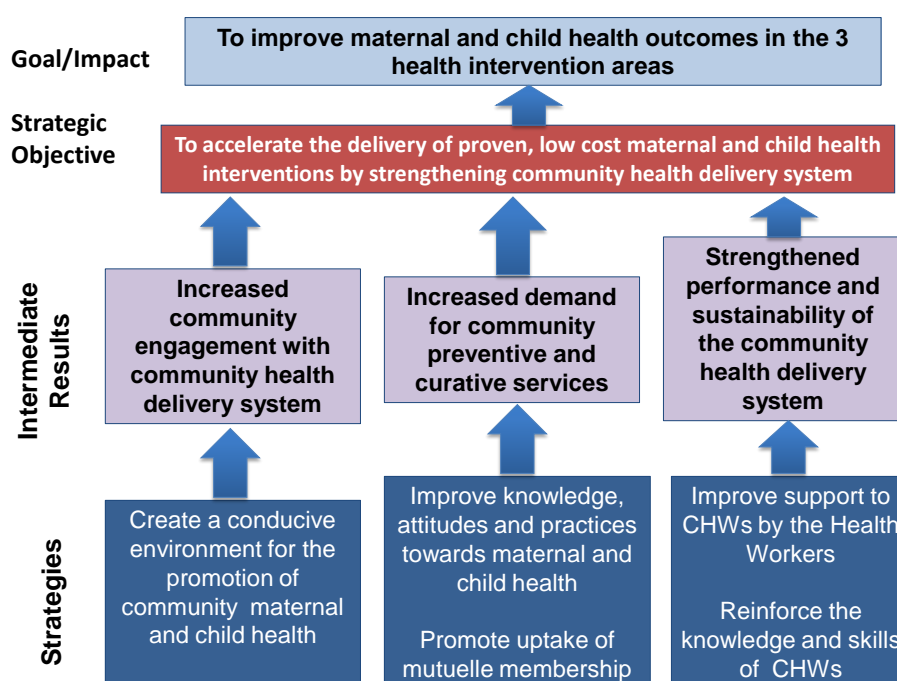 Goal/Impact
To improve maternal and child health outcomes in the 3
health intervention areas
Strategic
Objective
To accelerate the delivery of proven, low cost maternal and child health
interventions by strengthening community health delivery system
Intermediate
Results
Increased
community
engagement with
community health
delivery system
Increased demand
for community
preventive and
curative services
Strengthened
performance and
sustainability of
the community
health delivery
system
Strategies
Create a conducive
environment for the
promotion of
community maternal
and child health
Improve knowledge,
attitudes and practices
towards maternal and
child health
Promote uptake of
mutuelle membership
Improve support to
CHWs by the Health
Workers
Reinforce the
knowledge and skills
of CHWs